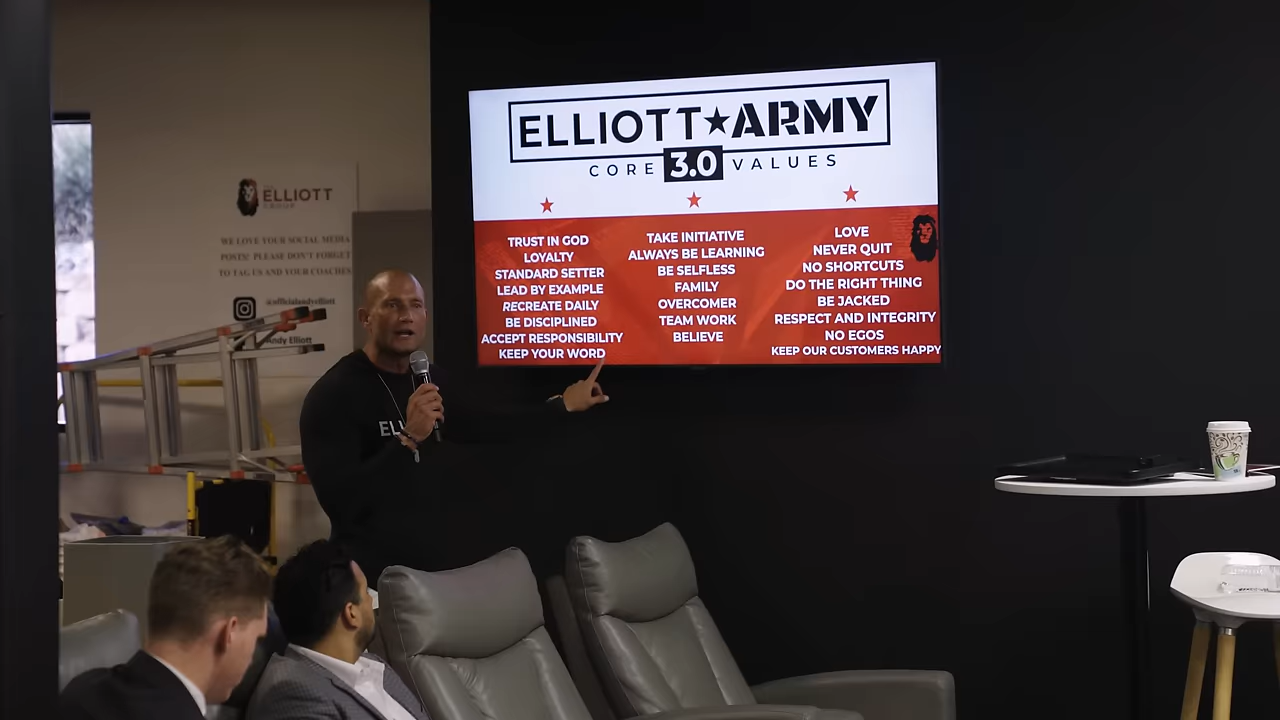 ELLIOTT★ARMY
CORE 3.0 VALUES
TRUST IN GOD
LOYALTY
STANDARD SETTER
LEAD BY EXAMPLE
RECREATE DAILY
BE DISCIPLINED
ACCEPT RESPONSIBILITY
KEEP YOUR WORD
TAKE INITIATIVE
ALWAYS BE LEARNING
BE SELFLESS
FAMILY
OVERCOMER
TEAM WORK
BELIEVE
LOVE
NEVER QUIT
NO SHORTCUTS
DO THE RIGHT THING
BE JACKED
RESPECT AND INTEGRITY
NO EGOS
KEEP OUR CUSTOMERS HAPPY
ELLIOTT
GROUP
WE LOVE YOUR SOCIAL MEDIA
POSTS! PLEASE DON'T FORGET
TO TAG US AND YOUR COACHES
@officialandyelliott
Andy Elliott
ELL